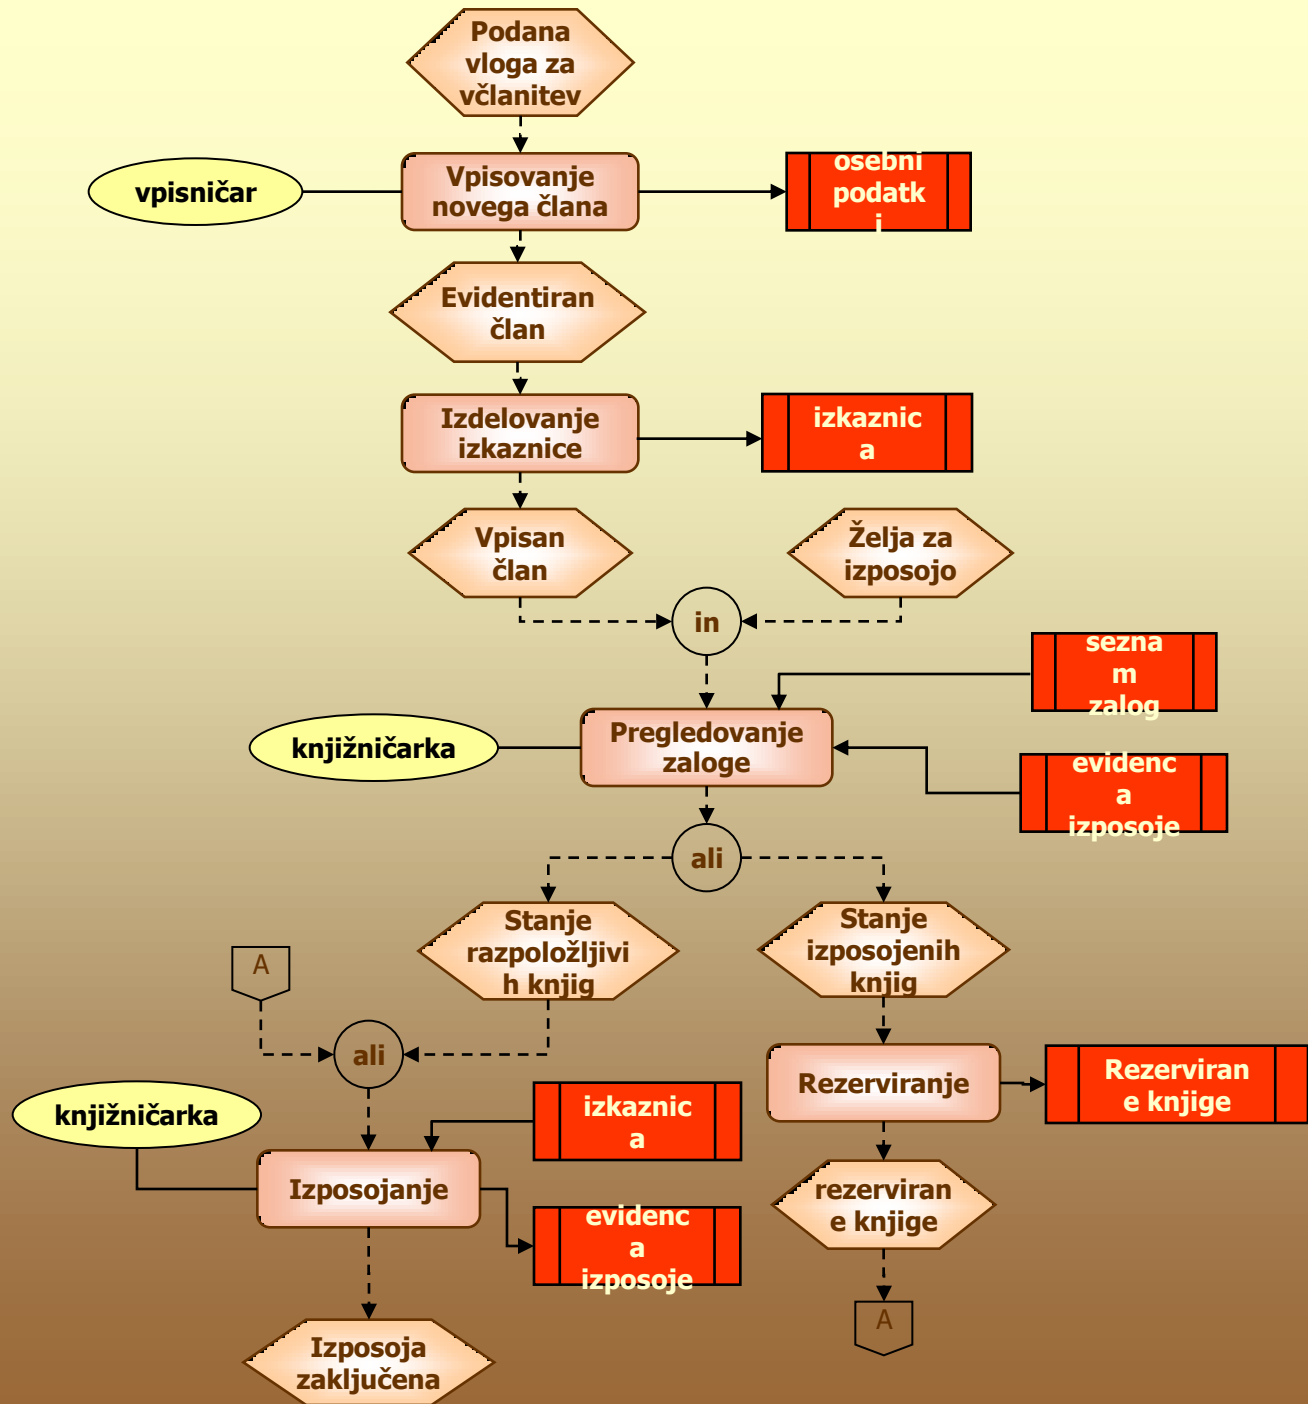 Podana
vloga za
včlanitev
vpisničar
Vpisovanje
novega člana
osebni
podatk
i
Evidentiran
član
Izdelovanje
izkaznice
izkaznic
a
Vpisan
član
Želja za
izposojo
in
sezna
m
zalog
knjižničarka
Pregledovanje
zaloge
evidenc
a
izposoje
ali
Stanje
razpoložljivi
h knjig
Stanje
izposojenih
knjig
A
ali
Rezerviranje
Rezerviran
e knjige
knjižničarka
izkaznic
a
Izposojanje
rezerviran
e knjige
evidenc
a
izposoje
A
Izposoja
zaključena